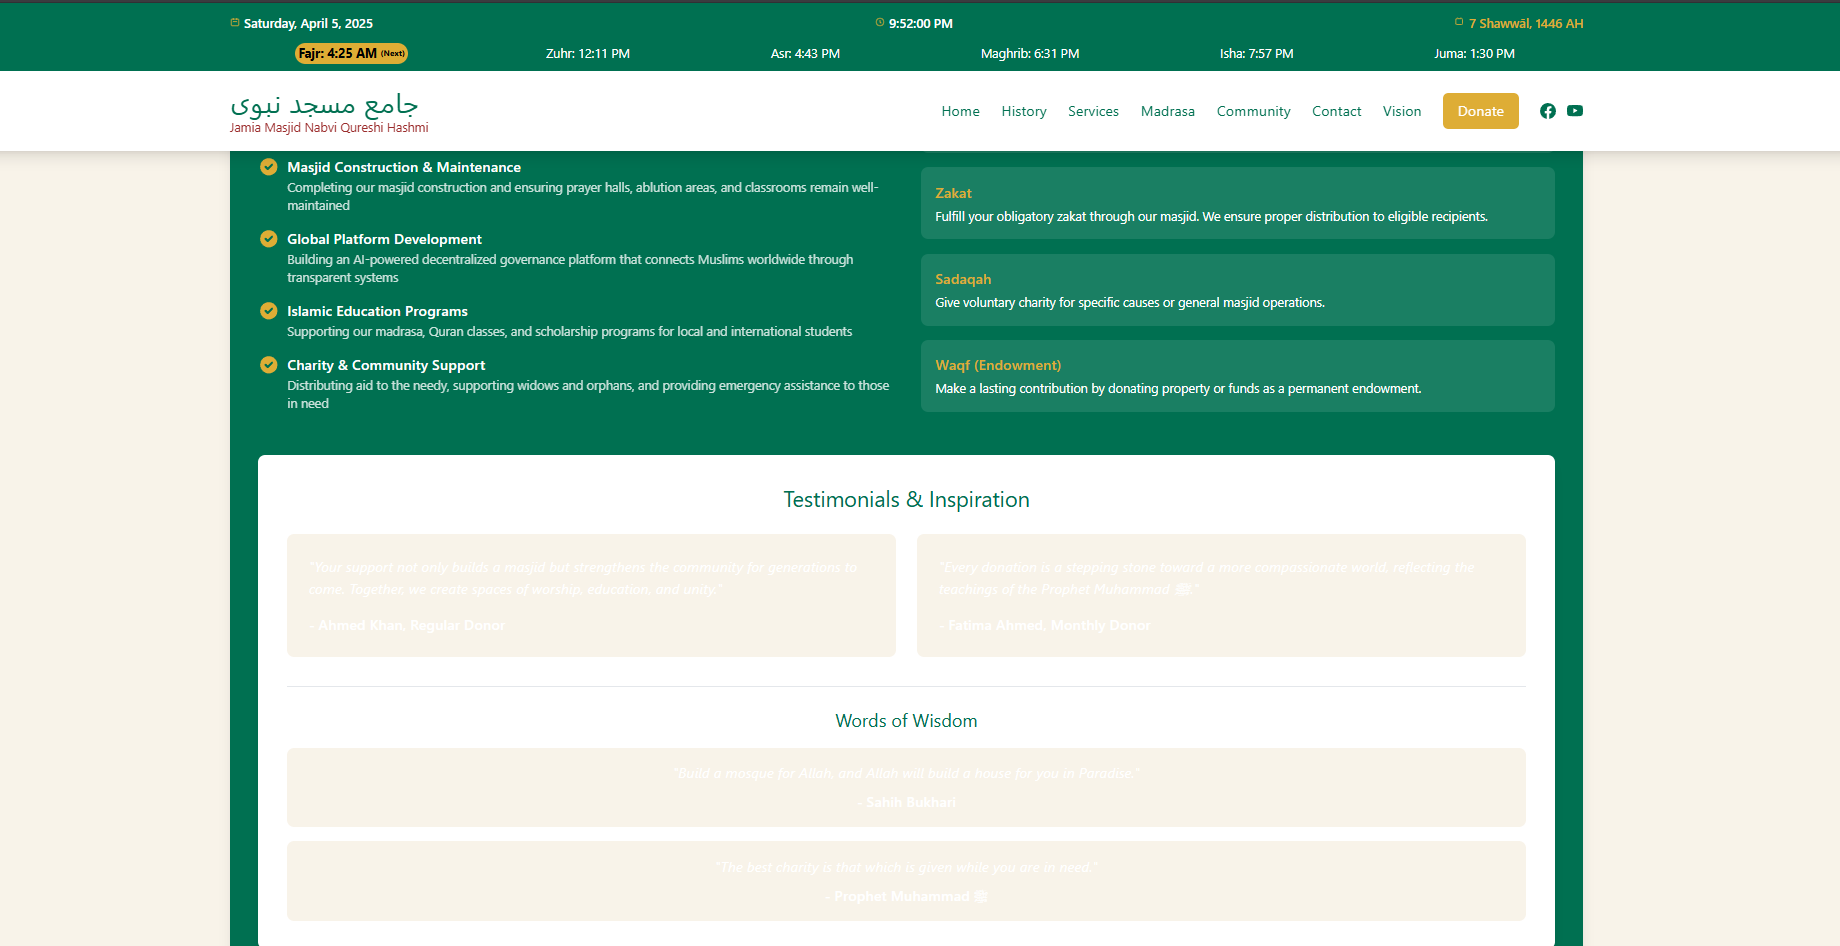 Saturday, April 5, 2025
9:52:00 PM
7 Shawwāl, 1446 AH
Fajr: 4:25 AM (Next)
Zuhr: 12:11 PM
Asr: 4:43 PM
Maghrib: 6:31 PM
Isha: 7:57 PM
Juma: 1:30 PM
جامع مسجد نبوی
Jamia Masjid Nabvi Qureshi Hashmi
Home
History
Services
Madrasa
Community
Contact
Vision
Donate
Masjid Construction & Maintenance
Completing our masjid construction and ensuring prayer halls, ablution areas, and classrooms remain well-
maintained
Global Platform Development
Building an AI-powered decentralized governance platform that connects Muslims worldwide through
transparent systems
Islamic Education Programs
Supporting our madrasa, Quran classes, and scholarship programs for local and international students
Charity & Community Support
Distributing aid to the needy, supporting widows and orphans, and providing emergency assistance to those
in need
Zakat
Fulfill your obligatory zakat through our masjid. We ensure proper distribution to eligible recipients.
Sadaqah
Give voluntary charity for specific causes or general masjid operations.
Waqf (Endowment)
Make a lasting contribution by donating property or funds as a permanent endowment.
Testimonials & Inspiration
"Your support not only builds a masjid but strengthens the community for generations to
come. Together, we create spaces of worship, education, and unity."
- Ahmed Khan, Regular Donor
"Every donation is a stepping stone toward a more compassionate world, reflecting the
teachings of the Prophet Muhammad ﷺ."
- Fatima Ahmed, Monthly Donor
Words of Wisdom
"Build a mosque for Allah, and Allah will build a house for you in Paradise."
- Sahih Bukhari
"The best charity is that which is given while you are in need."
- Prophet Muhammad ﷺ